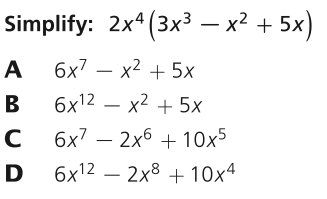 Simplify: 2x⁴(3x³ – x² + 5x)
A 6x⁷ – x² + 5x
B 6x¹² – x² + 5x
C 6x⁷ – 2x⁶ + 10x⁵
D 6x¹² – 2x⁸ + 10x⁴